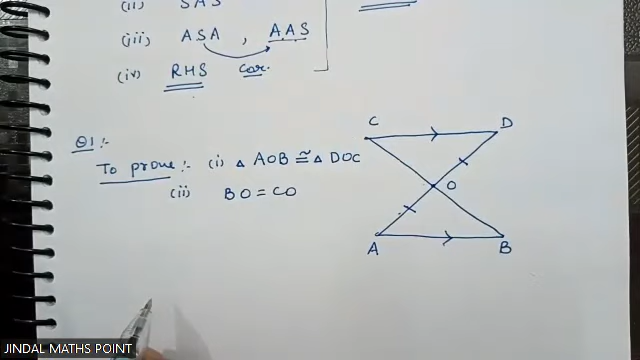 (ii) SAS
(iii) ASA , AAS
(iv) RHS Cor.
Q1:-
To prove:- (i) △ AOB ≅ △ DOC
(ii) BO = CO
C
D
O
A
B
JINDAL MATHS POINT